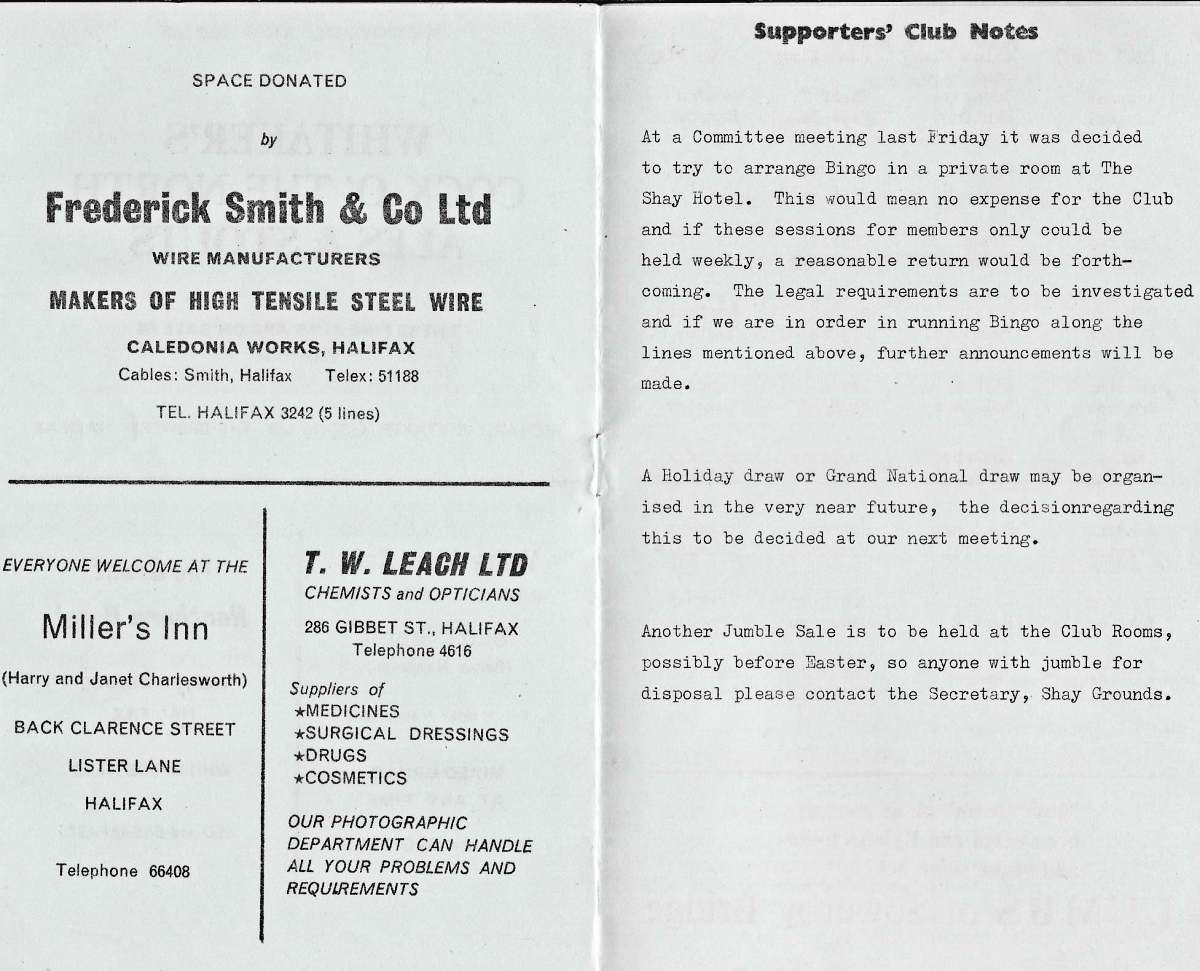 SPACE DONATED
by
Frederick Smith & Co Ltd
WIRE MANUFACTURERS
MAKERS OF HIGH TENSILE STEEL WIRE
CALEDONIA WORKS, HALIFAX
Cables: Smith, Halifax Telex: 51188
TEL. HALIFAX 3242 (5 lines)
EVERYONE WELCOME AT THE
Miller's Inn
(Harry and Janet Charlesworth)
BACK CLARENCE STREET
LISTER LANE
HALIFAX
Telephone 66408
T. W. LEACH LTD
CHEMISTS and OPTICIANS
286 GIBBET ST., HALIFAX
Telephone 4616
Suppliers of
★MEDICINES
★SURGICAL DRESSINGS
★DRUGS
★COSMETICS
OUR PHOTOGRAPHIC
DEPARTMENT CAN HANDLE
ALL YOUR PROBLEMS AND
REQUIREMENTS
Supporters' Club Notes
At a Committee meeting last Friday it was decided
to try to arrange Bingo in a private room at The
Shay Hotel. This would mean no expense for the Club
and if these sessions for members only could be
held weekly, a reasonable return would be forth-
coming. The legal requirements are to be investigated
and if we are in order in running Bingo along the
lines mentioned above, further announcements will be
made.
A Holiday draw or Grand National draw may be organ-
ised in the very near future, the decisionregarding
this to be decided at our next meeting.
Another Jumble Sale is to be held at the Club Rooms,
possibly before Easter, so anyone with jumble for
disposal please contact the Secretary, Shay Grounds.